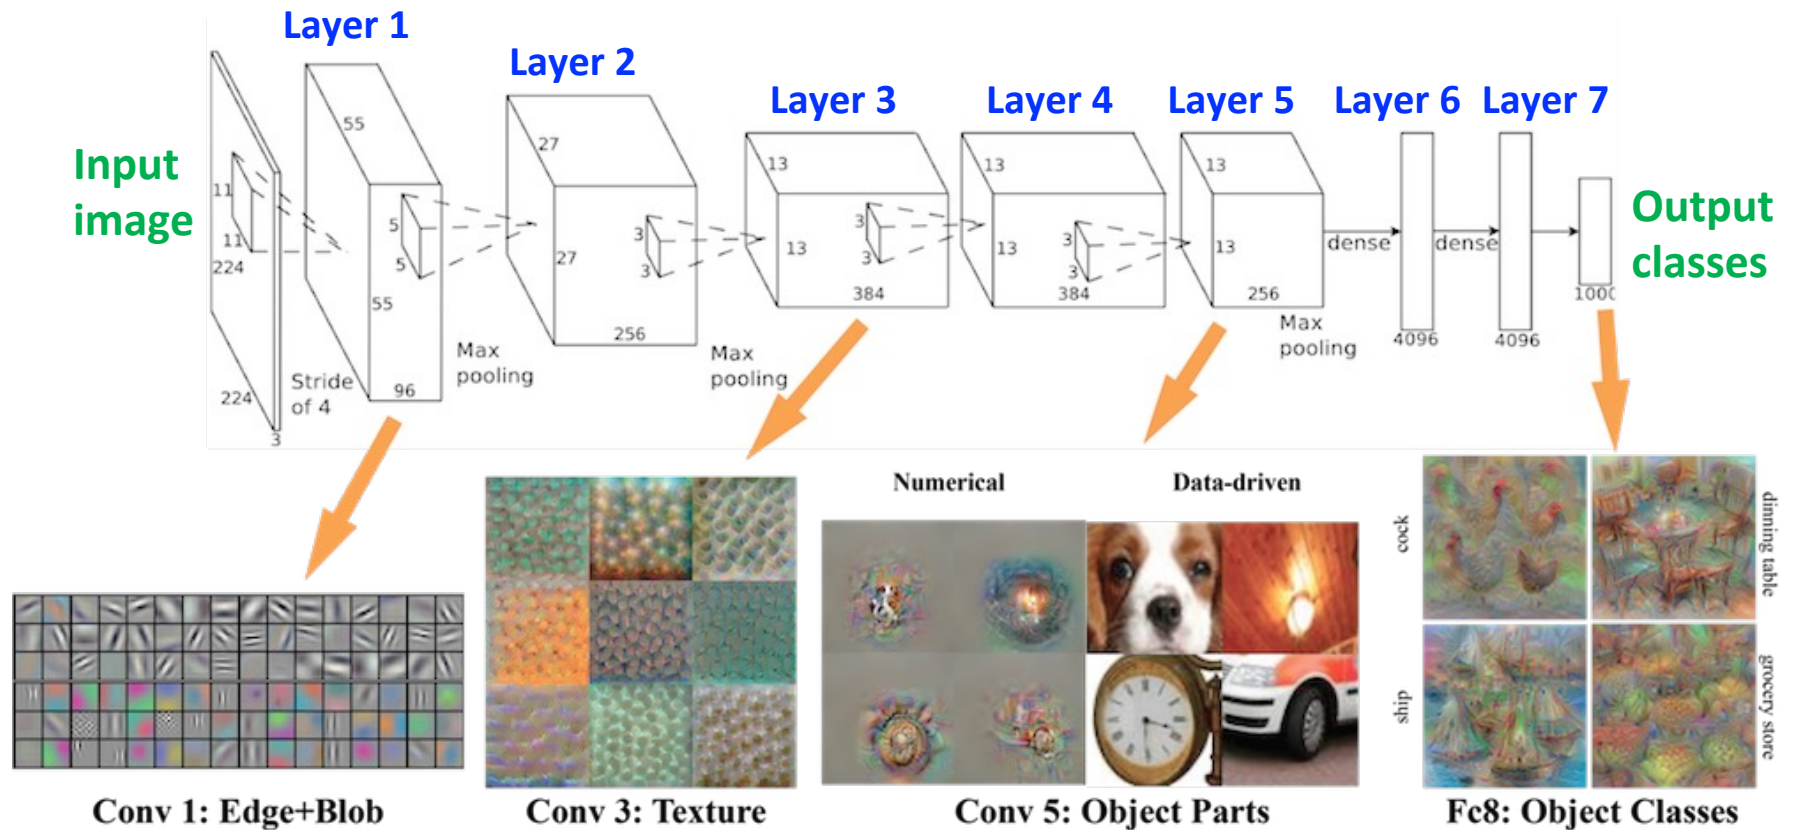 Layer 1
Layer 2
Layer 3
Layer 4
Layer 5
Layer 6
Layer 7
Input
image
Output
classes
11
11
224
224
3
Stride
of 4
55
55
96
5
5
Max
pooling
27
27
256
3
3
Max
pooling
13
13
384
3
3
13
13
384
3
3
13
13
256
Max
pooling
dense
4096
dense
4096
1000
Numerical
Data-driven
cock
dinning table
ship
grocery store
Conv 1: Edge+Blob
Conv 3: Texture
Conv 5: Object Parts
Fc8: Object Classes